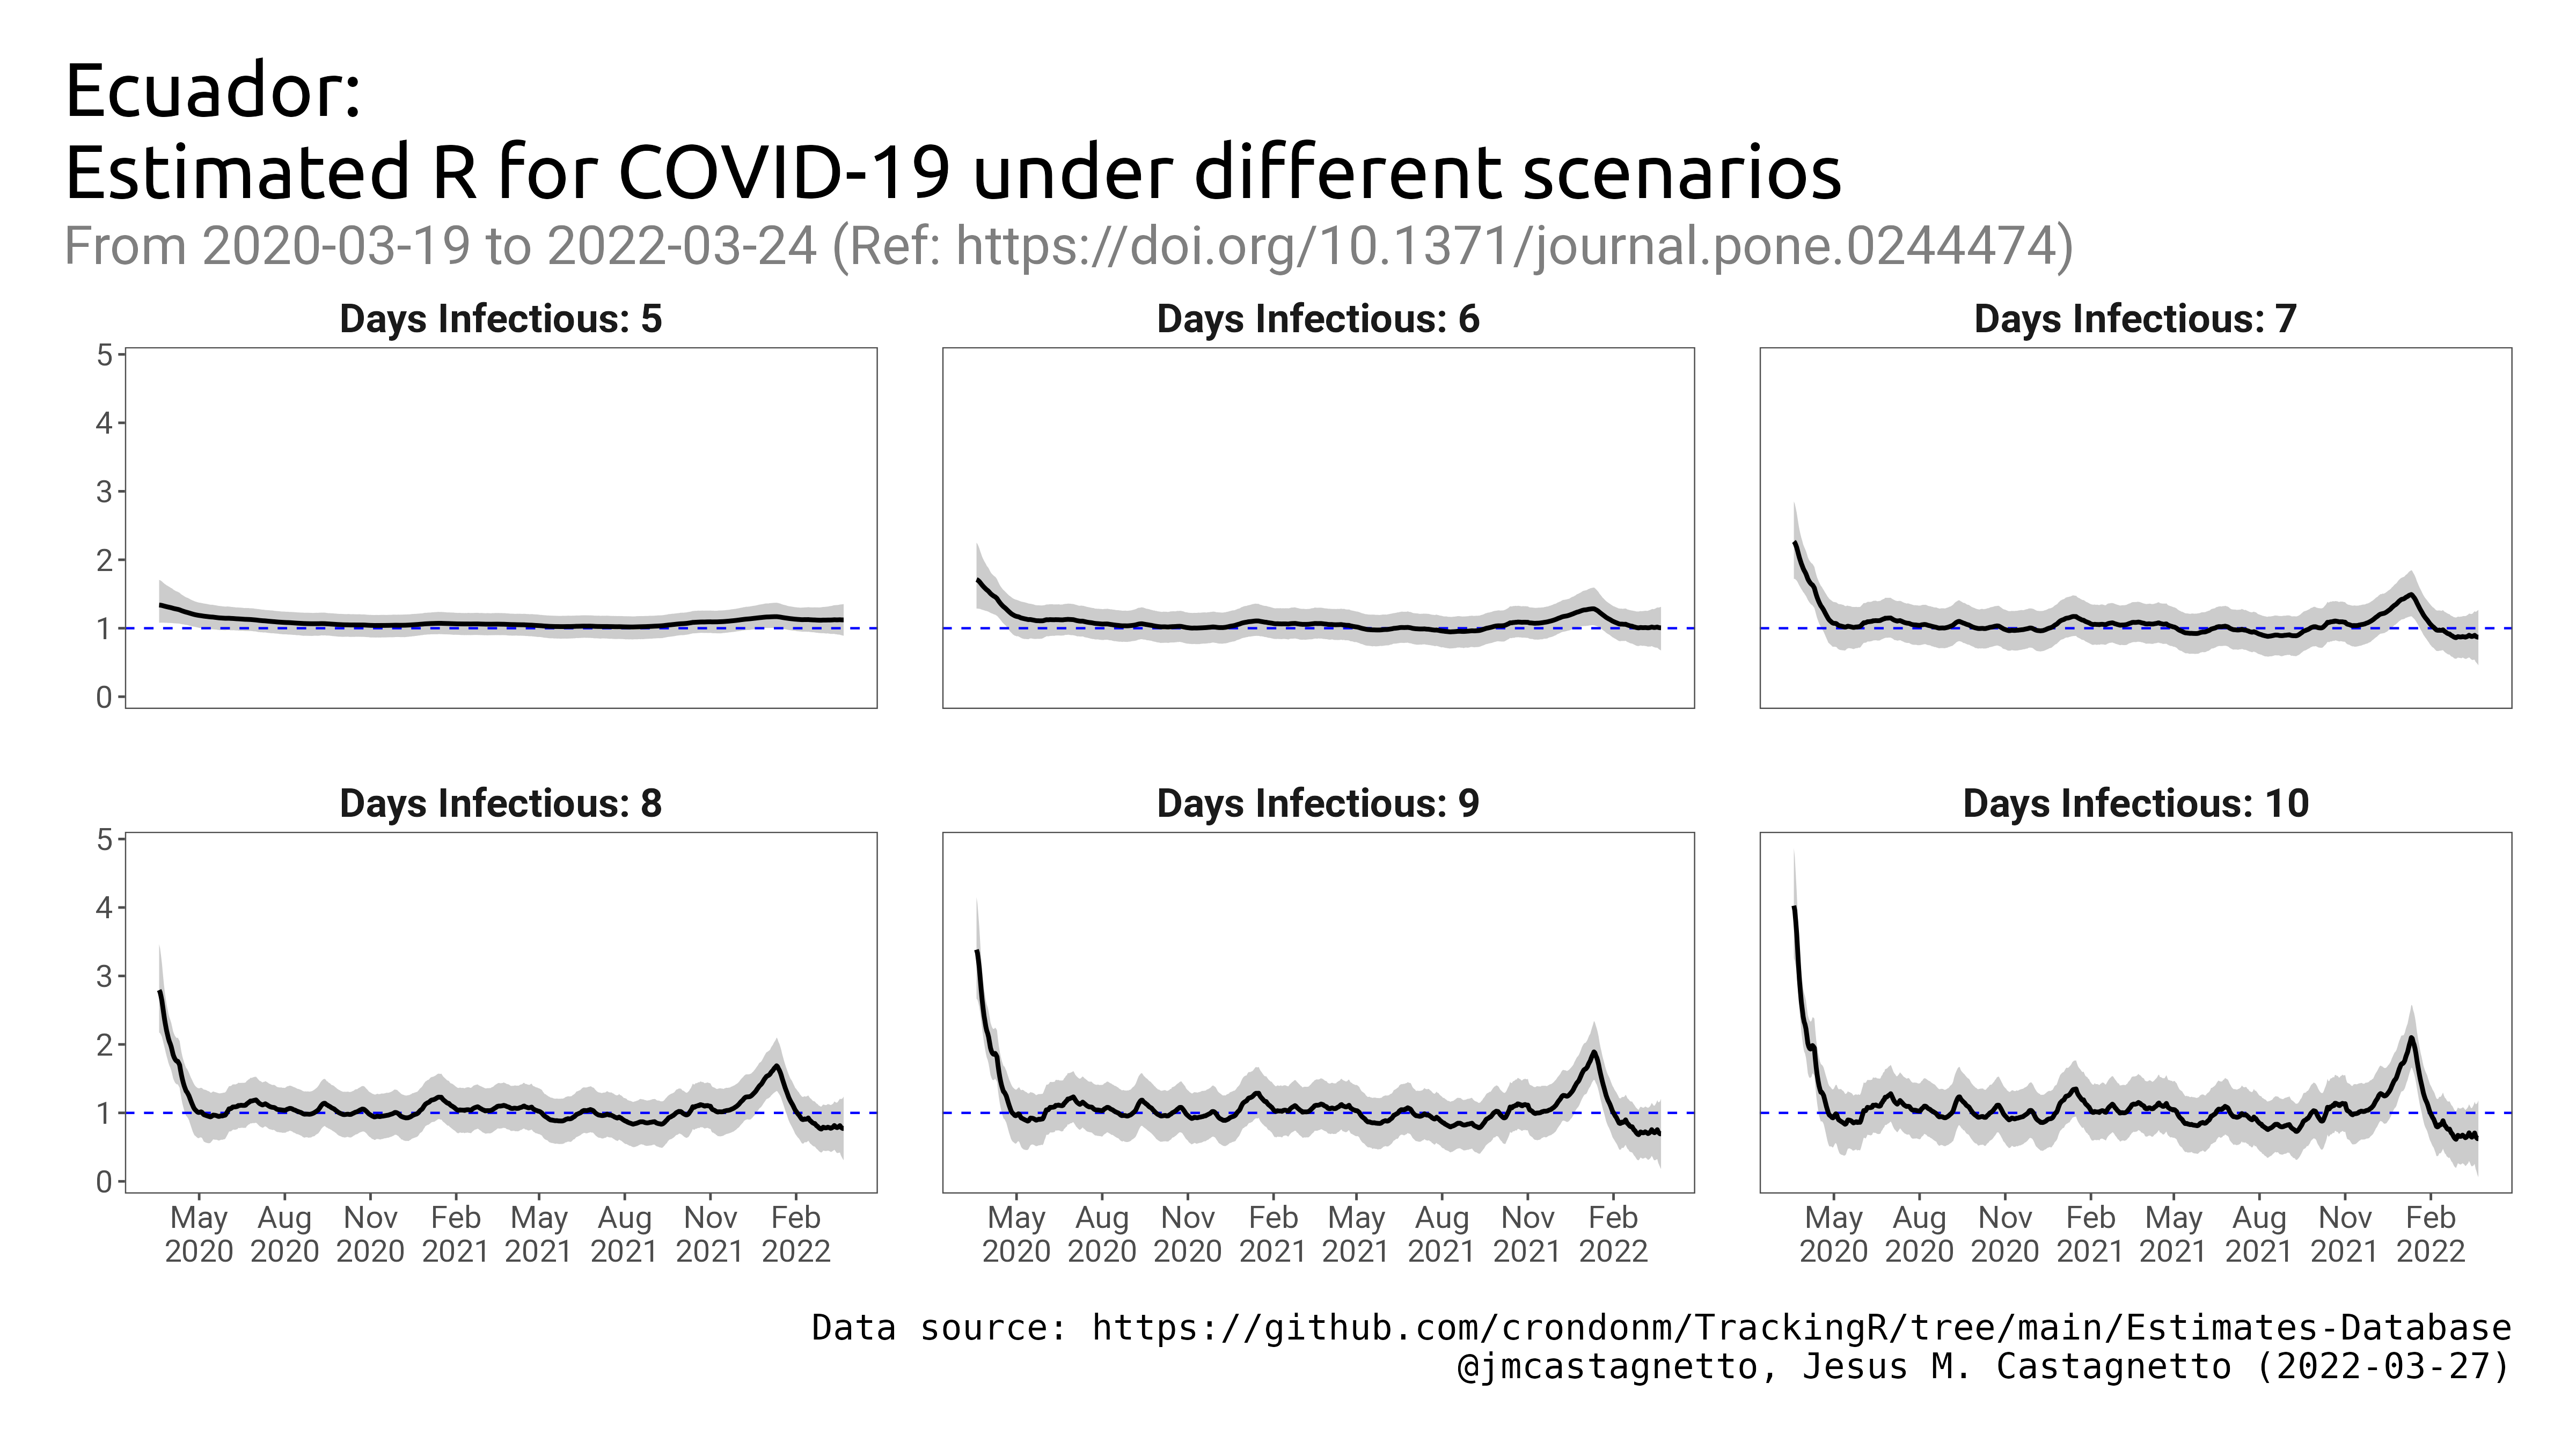 Ecuador:
Estimated R for COVID-19 under different scenarios
From 2020-03-19 to 2022-03-24 (Ref: https://doi.org/10.1371/journal.pone.0244474)
Days Infectious: 5
Days Infectious: 6
Days Infectious: 7
5
4
3
2
1
0
Days Infectious: 8
Days Infectious: 9
Days Infectious: 10
5
4
3
2
1
0
May Aug Nov Feb May Aug Nov Feb
2020 2020 2020 2021 2021 2021 2021 2022
May Aug Nov Feb May Aug Nov Feb
2020 2020 2020 2021 2021 2021 2021 2022
May Aug Nov Feb May Aug Nov Feb
2020 2020 2020 2021 2021 2021 2021 2022
Data source: https://github.com/crondonm/TrackingR/tree/main/Estimates-Database
@jmcastagnetto, Jesus M. Castagnetto (2022-03-27)